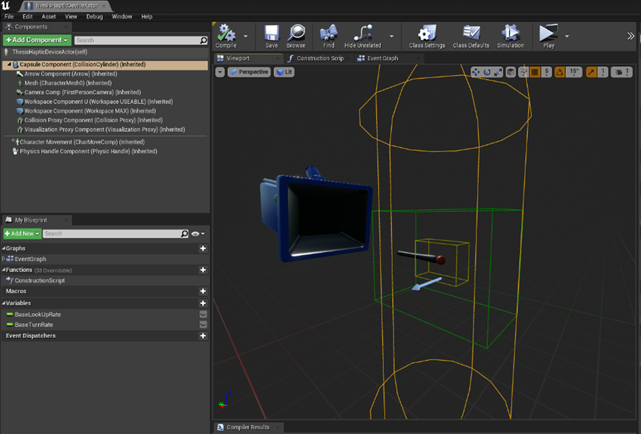 File Edit Asset View Debug Window Help
Components
+ Add Component
Search
Capsule Component (CollisionCylinder) (Inherited)
Arrow Component (Arrow) (Inherited)
Mesh (CharacterMesh0) (Inherited)
Camera Comp (FirstPersonCamera) (Inherited)
Workspace Component U (Workspace USEABLE) (Inherited)
Workspace Component (Workspace MAX) (Inherited)
Collision Proxy Component (Collision Proxy) (Inherited)
Visualization Proxy Component (Visualization Proxy) (Inherited)
Character Movement (CharMoveComp) (Inherited)
Physics Handle Component (Physic Handle) (Inherited)
My Blueprint
+ Add New
Search
Graphs
EventGraph
Functions (33 Overridable)
ConstructionScript
Macros
Variables
BaseLookUpRate
BaseTurnRate
Event Dispatchers
Compile
Save
Browse
Find
Hide Unrelated
Class Settings
Class Defaults
Simulation
Play
Viewport
Construction Scrip
Event Graph
Perspective
Lit
5
15°
1
1
Compiler Results